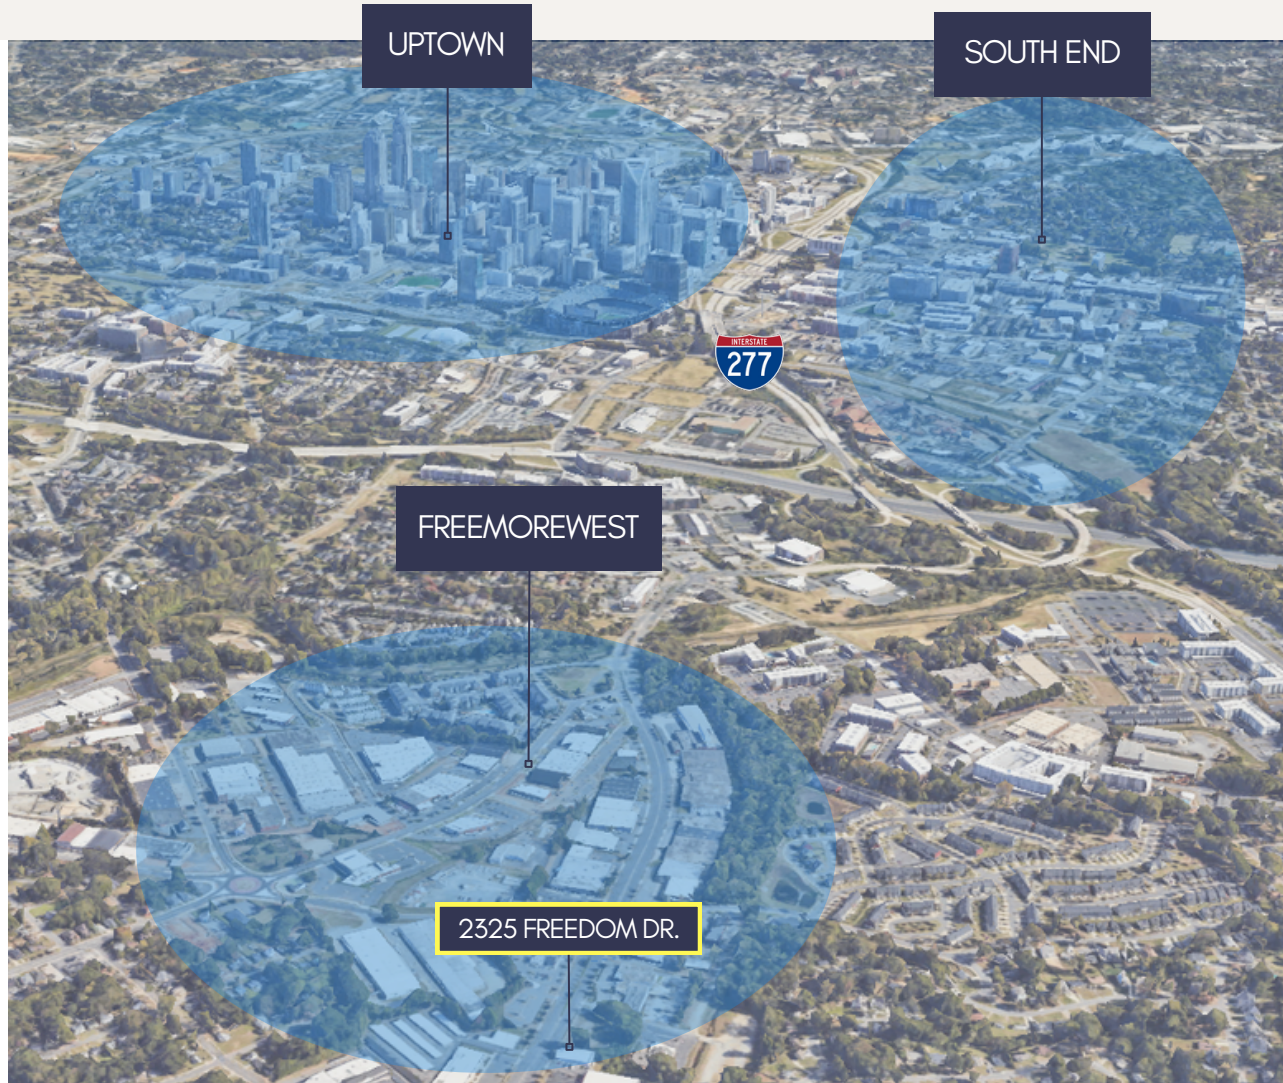 UPTOWN
SOUTH END
INTERSTATE
277
FREEMOREWEST
2325 FREEDOM DR.